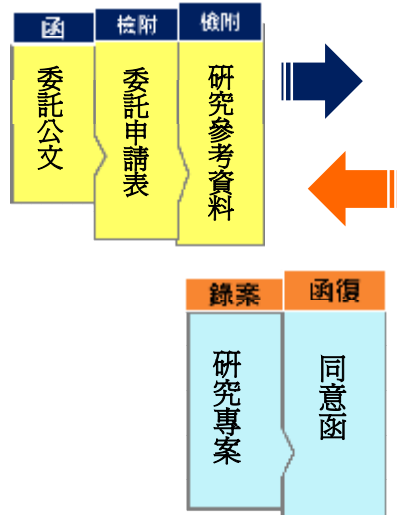 函
委託公文
檢附
委託申請表
檢附
研究參考資料
錄案
研究專案
函復
同意函